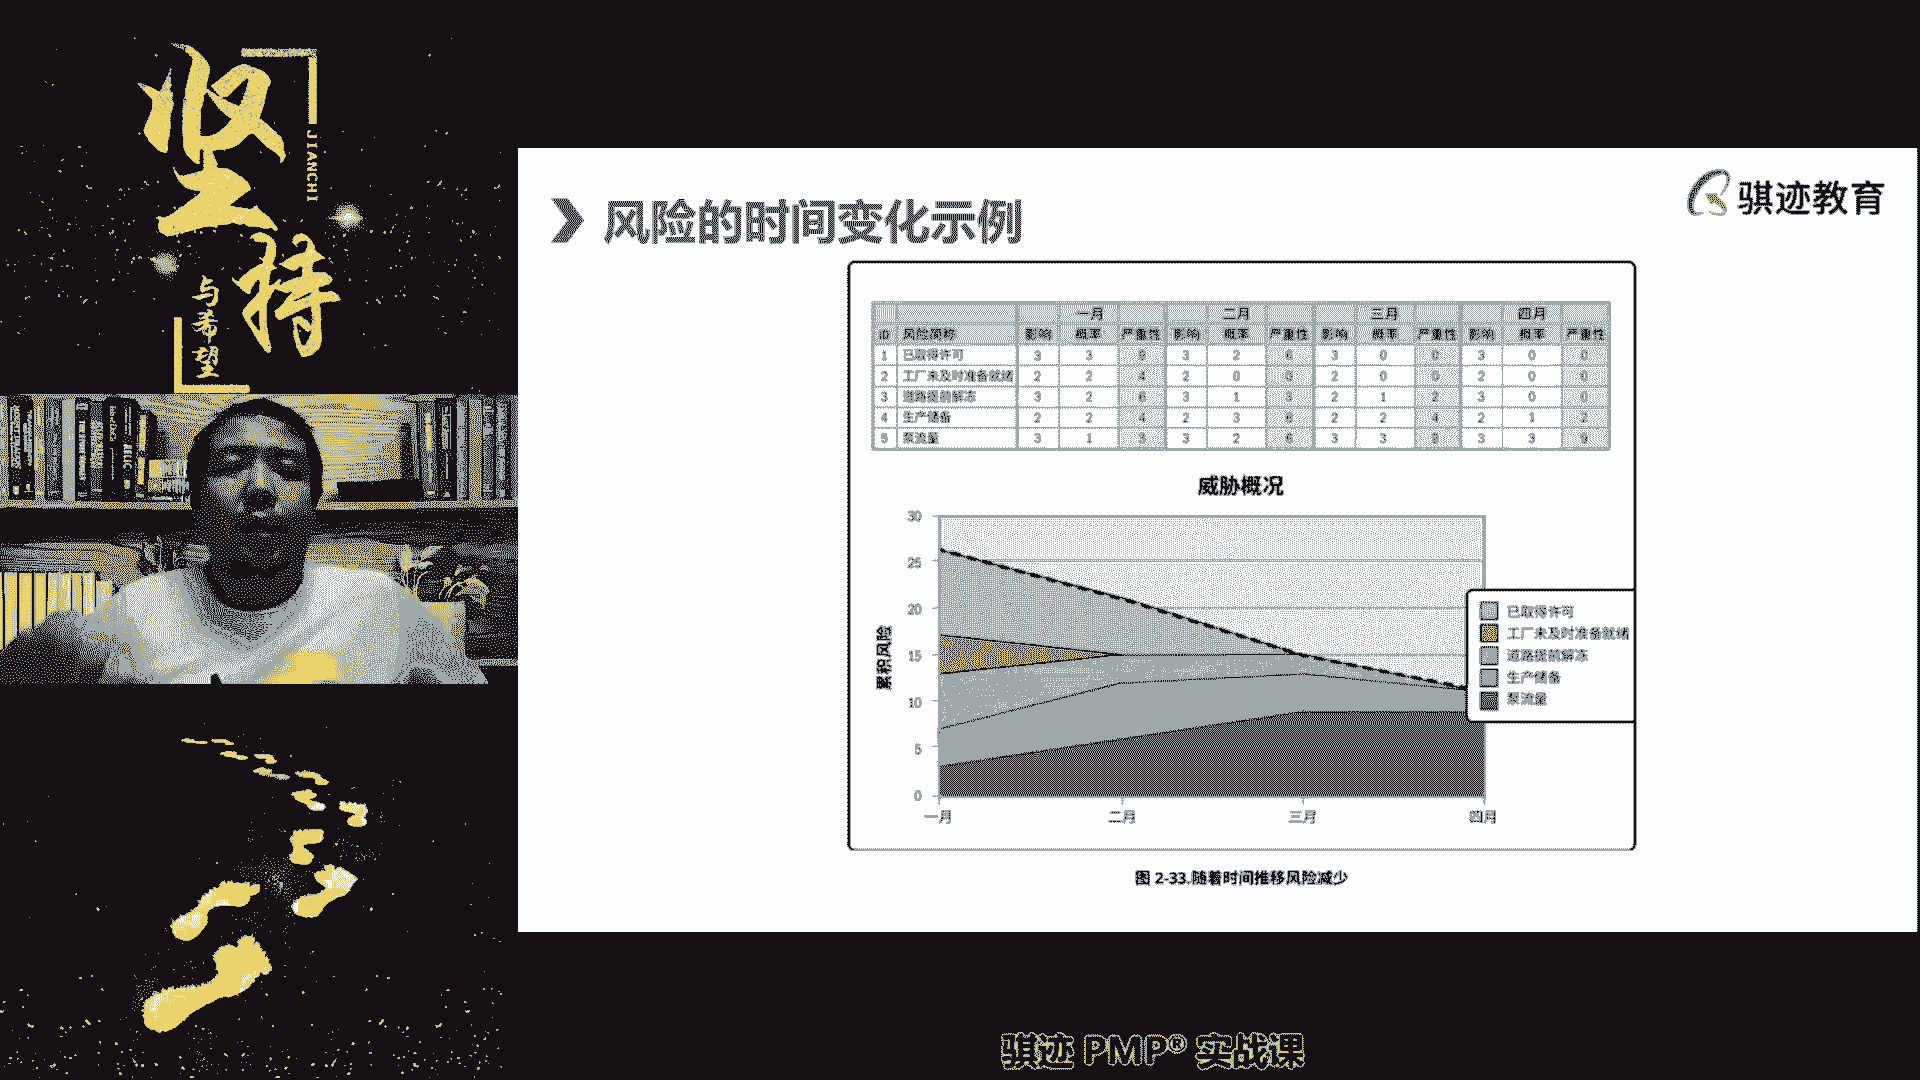 坚持
JIANCHI
与希望
风险的时间变化示例
骐迹教育
一月 二月 三月 四月
ID 风险简称 影响 概率 严重性 影响 概率 严重性 影响 概率 严重性 影响 概率 严重性
1 已取得许可 3 3 9 3 2 6 3 0 0 3 0 0
2 工厂未及时准备就绪 2 2 4 2 0 0 2 0 0 2 0 0
3 道路提前解冻 3 2 6 3 1 3 2 1 2 3 0 0
4 生产储备 2 2 4 2 3 6 2 2 4 2 1 2
5 泵流量 3 1 3 3 2 6 3 3 9 3 3 9
威胁概况
累积风险
30
25
20
15
10
5
0
一月 二月 三月 四月
已取得许可
工厂未及时准备就绪
道路提前解冻
生产储备
泵流量
图 2-33.随着时间推移风险减少
骐迹 PMP® 实战课